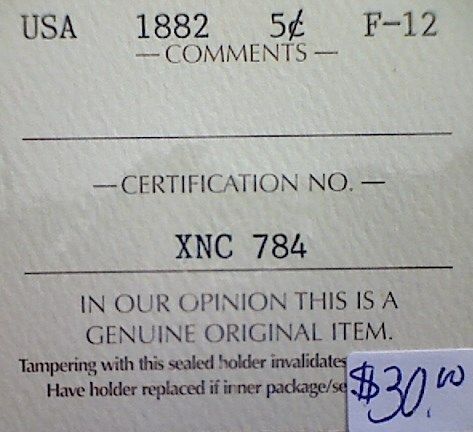 USA 1882 5¢ F-12
— COMMENTS —
— CERTIFICATION NO. —
XNC 784
IN OUR OPINION THIS IS A
GENUINE ORIGINAL ITEM.
Tampering with this sealed holder invalidates
Have holder replaced if inner package/se
$30.00